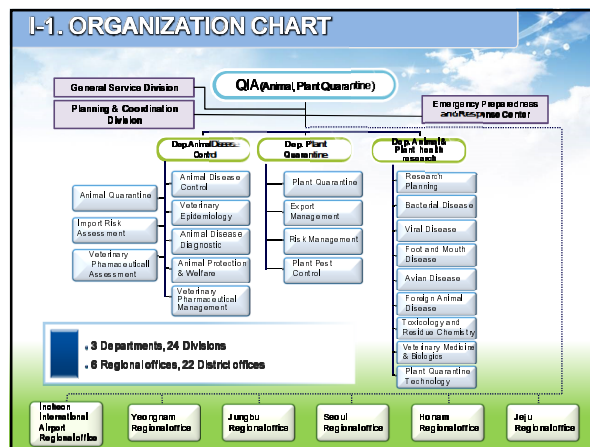 I-1. ORGANIZATION CHART
QIA (Animal, Plant Quarantine)
General Service Division
Planning & Coordination
Division
Emergency Preparedness
and Response Center
Dep. Animal Disease
Control
Dep. Plant
Quarantine
Dep. Animal &
Plant health
research
Animal Quarantine
Import Risk
Assessment
Veterinary
Pharmaceuticall
Assessment
Animal Disease
Control
Veterinary
Epidemiology
Animal Disease
Diagnostic
Animal Protection
& Welfare
Veterinary
Pharmaceutical
Management
Plant Quarantine
Export
Management
Risk Management
Plant Pest
Control
Research
Planning
Bacterial Disease
Viral Disease
Foot and Mouth
Disease
Avian Disease
Foreign Animal
Disease
Toxicology and
Residue Chemistry
Veterinary Medicine
& Biologics
Plant Quarantine
Technology
. 3 Departments, 24 Divisions
. 6 Regional offices, 22 District offices
Incheon
International
Airport
Regional office
Yeongnam
Regional office
Jungbu
Regional office
Seoul
Regional office
Honam
Regional office
Jeju
Regional office